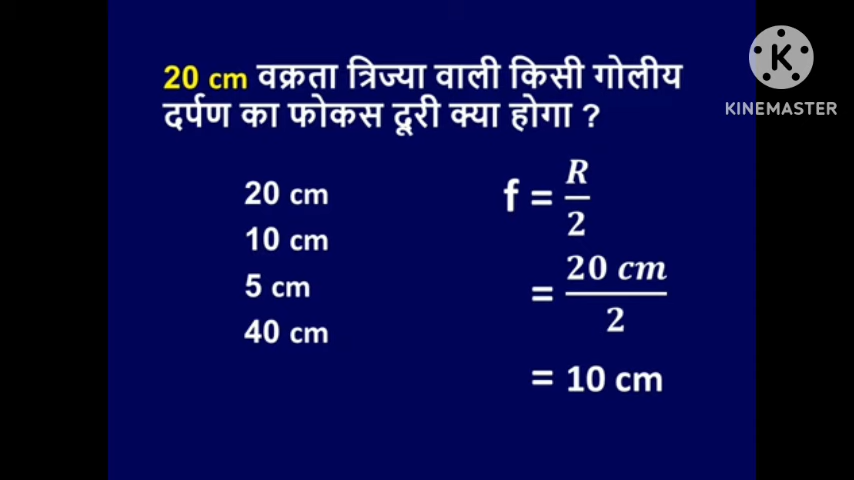 20 cm वक्रता त्रिज्या वाली किसी गोलीय
दर्पण का फोकस दूरी क्या होगा ?
20 cm
10 cm
5 cm
40 cm
f = R/2
= 20 cm/2
= 10 cm
K
KINEMASTER